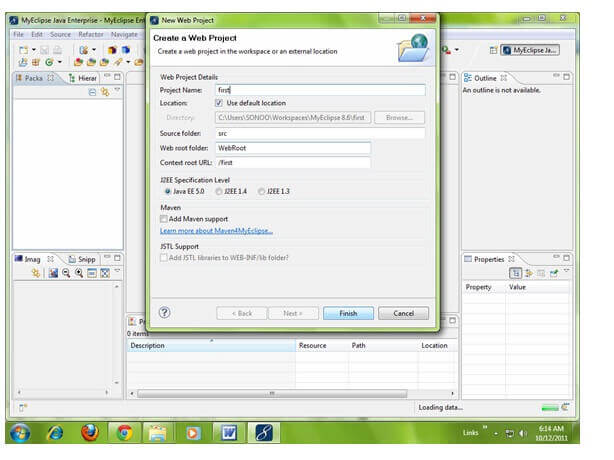 MyEclipse Java Enterprise - MyEclipse Ent
New Web Project
File Edit Source Refactor Navigate
Create a Web Project
Create a web project in the workspace or an external location
MyEclipse Ja...
Packa
Hierar
Outline
An outline is not available.
Web Project Details
Project Name: first
Location: Use default location
Directory: C:\Users\SONOO\Workspaces\MyEclipse 8.6\first Browse...
Source folder: src
Web root folder: WebRoot
Context root URL: /first
J2EE Specification Level
Java EE 5.0 J2EE 1.4 J2EE 1.3
Maven
Add Maven support
Learn more about Maven4MyEclipse...
JSTL Support
Add JSTL libraries to WEB-INF/lib folder?
Imag
Snipp
Properties
Property Value
< Back Next > Finish Cancel
0 items
Description Resource Path Location
Loading data...
Links » 6:14 AM
10/12/2011